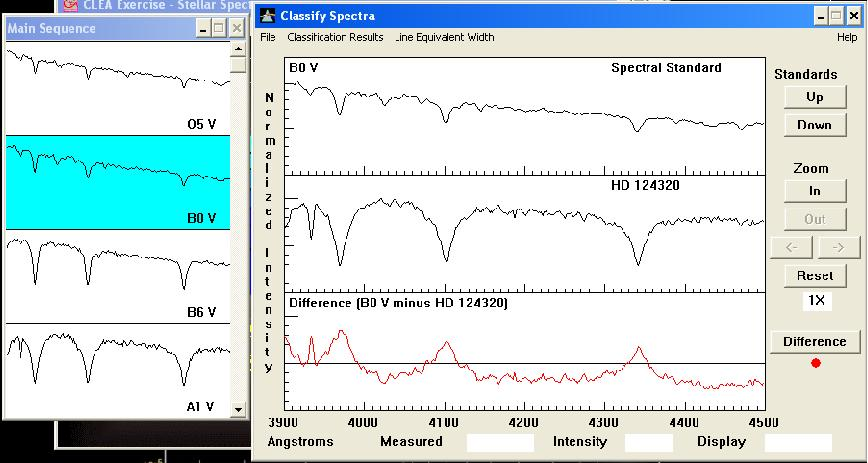 CLEA Exercise - Stellar Spect
Main Sequence
O5 V
B0 V
B6 V
A1 V
Classify Spectra
File Classification Results Line Equivalent Width Help
B0 V Spectral Standard
HD 124320
Difference (B0 V minus HD 124320)
Normalized Intensity
3900 4000 4100 4200 4300 4400 4500
Angstroms Measured Intensity Display
Standards
Up
Down
Zoom
In
Out
<- ->
Reset
1X
Difference